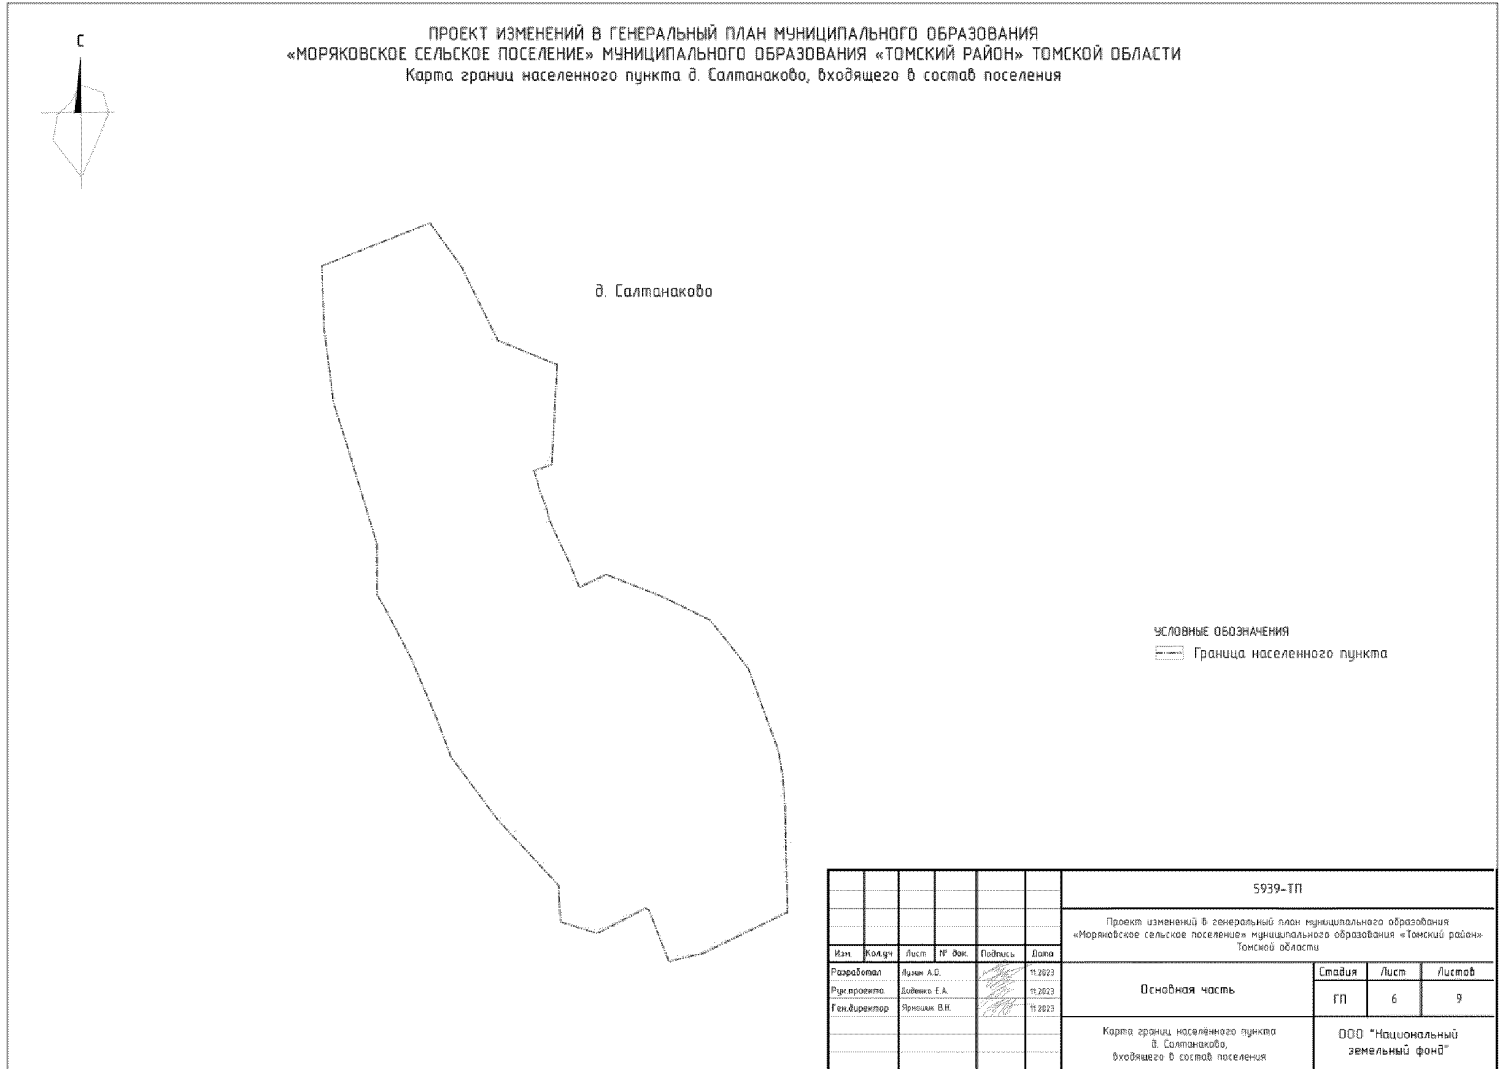 С
ПРОЕКТ ИЗМЕНЕНИЙ В ГЕНЕРАЛЬНЫЙ ПЛАН МУНИЦИПАЛЬНОГО ОБРАЗОВАНИЯ
«МОРЯКОВСКОЕ СЕЛЬСКОЕ ПОСЕЛЕНИЕ» МУНИЦИПАЛЬНОГО ОБРАЗОВАНИЯ «ТОМСКИЙ РАЙОН» ТОМСКОЙ ОБЛАСТИ
Карта границ населенного пункта д. Салтанаково, входящего в состав поселения
д. Салтанаково
УСЛОВНЫЕ ОБОЗНАЧЕНИЯ
Граница населенного пункта
5939-ТП
Проект изменений в генеральный план муниципального образования
«Моряковское сельское поселение» муниципального образования «Томский район»
Томской области
Изм. Кол.уч Лист № док. Подпись Дата
Разработал А.О. 11.2023
Рук.проекта Диденко Е.А. 11.2023
Ген.директор В.Н. 11.2023
Основная часть
Стадия Лист Листов
ГП 6 9
Карта границ населённого пункта
д. Салтанаково,
входящего в состав поселения
ООО "Национальный
земельный фонд"